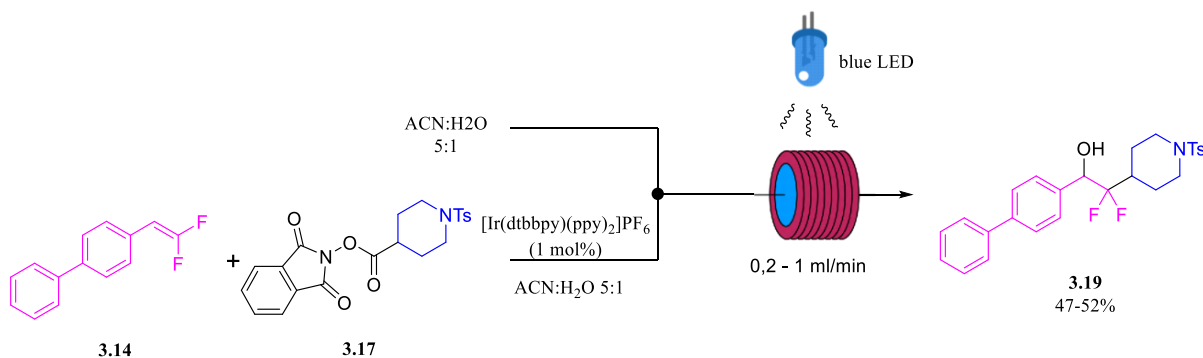 blue LED
ACN:H2O
5:1
OH
NTs
F F
3.19
47-52%
[Ir(dtbbpy)(ppy)2]PF6
(1 mol%)
ACN:H2O 5:1
0,2 - 1 ml/min
F
F
3.14
+
O
N
O
O
O
NTs
3.17